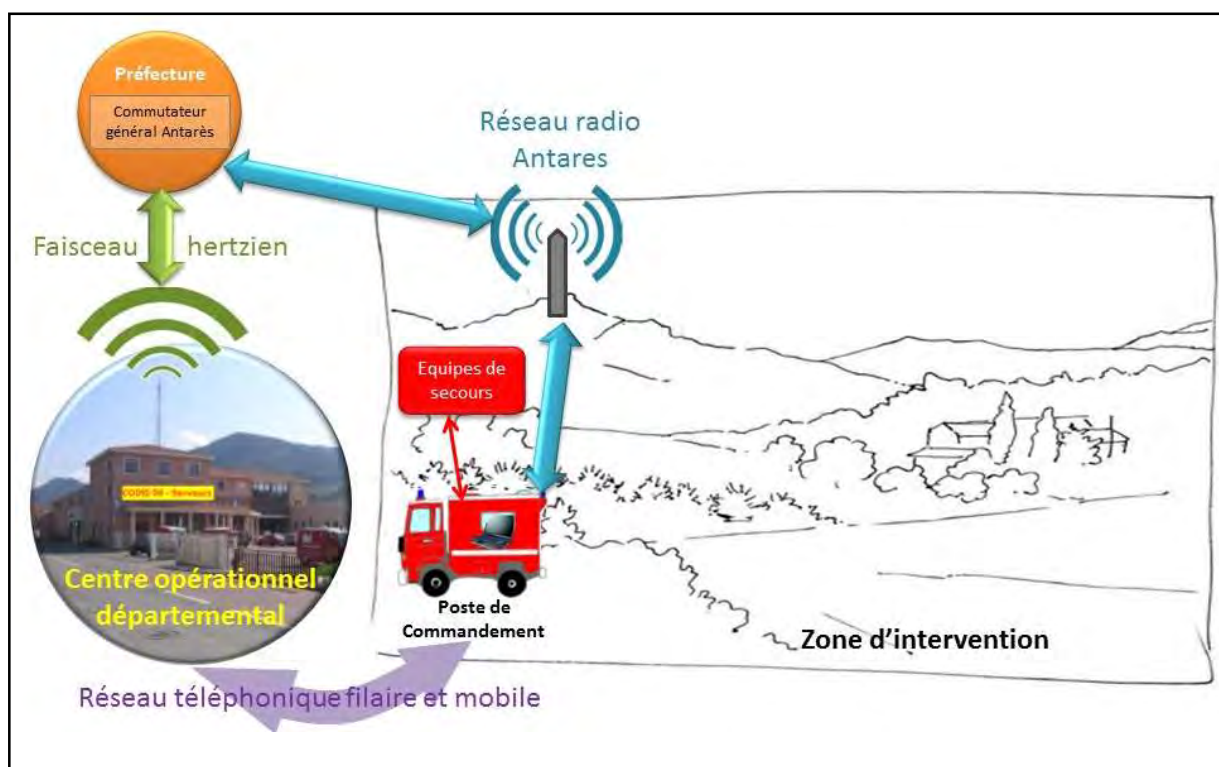 Préfecture
Commutateur
général Antarès
Réseau radio
Antares
Faisceau hertzien
Equipes de
secours
Centre opérationnel
départemental
Poste de
Commandement
Zone d’intervention
Réseau téléphonique filaire et mobile